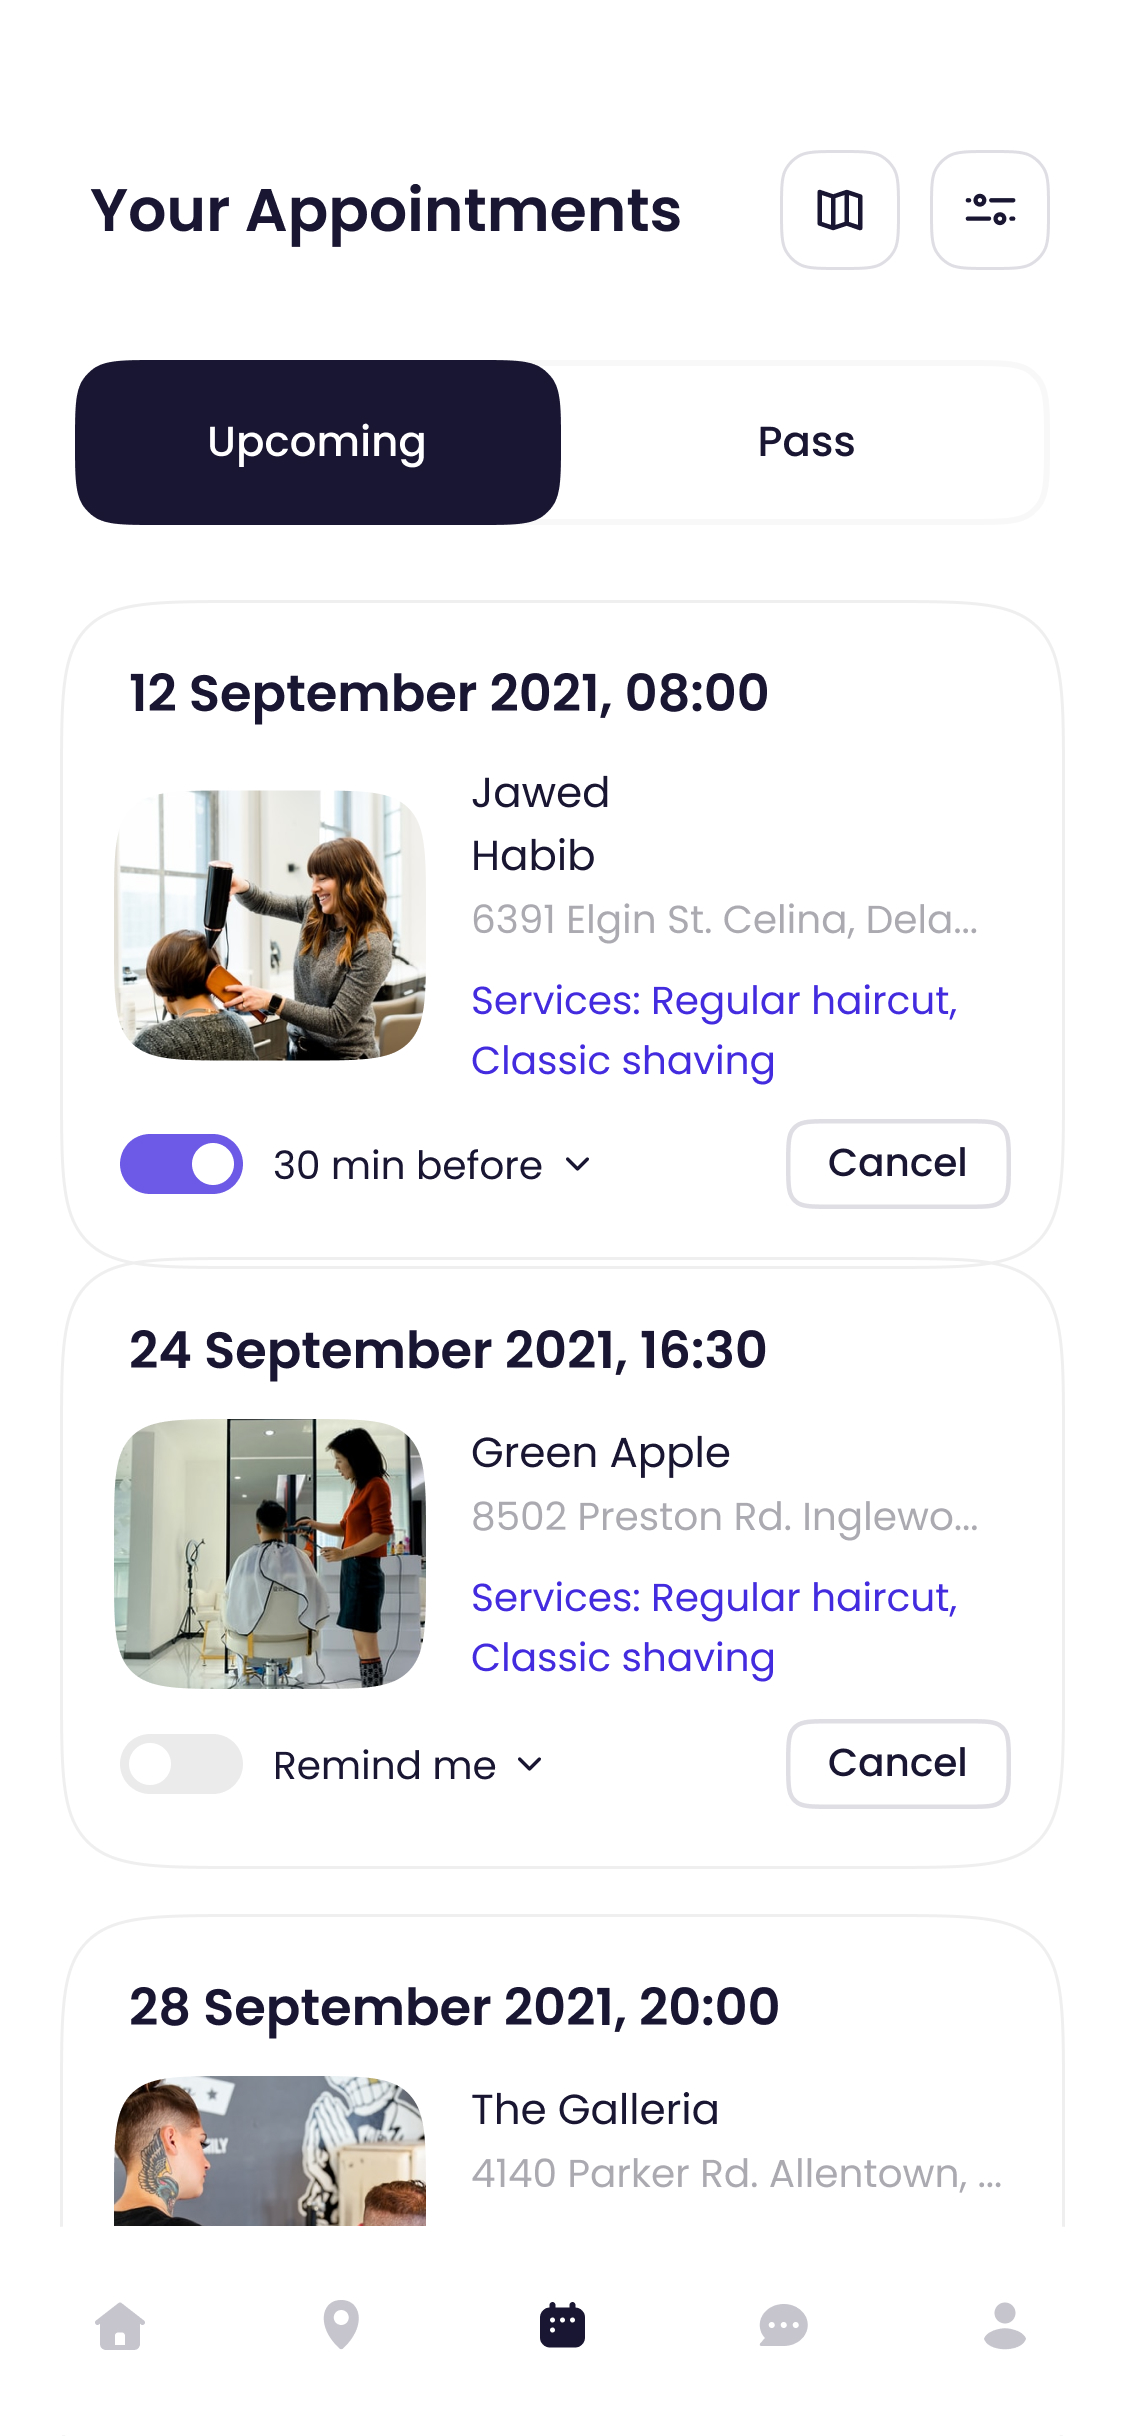 Your Appointments
Upcoming
Pass
12 September 2021, 08:00
Jawed
Habib
6391 Elgin St. Celina, Dela...
Services: Regular haircut,
Classic shaving
30 min before
Cancel
24 September 2021, 16:30
Green Apple
8502 Preston Rd. Inglewo...
Services: Regular haircut,
Classic shaving
Remind me
Cancel
28 September 2021, 20:00
The Galleria
4140 Parker Rd. Allentown, ...